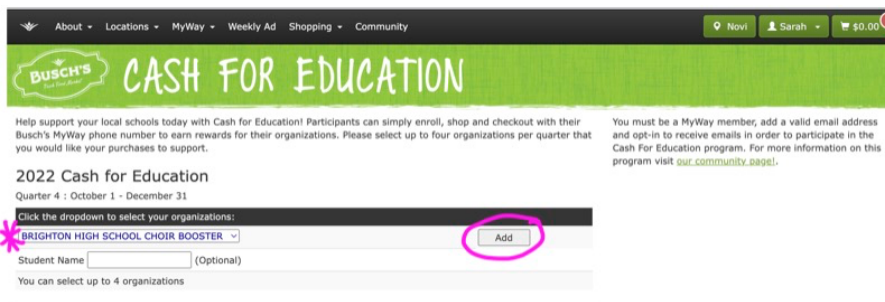 About Locations MyWay Weekly Ad Shopping Community Novi Sarah $0.00
BUSCH'S
CASH FOR EDUCATION
Help support your local schools today with Cash for Education! Participants can simply enroll, shop and checkout with their
Busch's MyWay phone number to earn rewards for their organizations. Please select up to four organizations per quarter that
you would like your purchases to support.
You must be a MyWay member, add a valid email address
and opt-in to receive emails in order to participate in the
Cash For Education program. For more information on this
program visit our community page!.
2022 Cash for Education
Quarter 4 : October 1 - December 31
Click the dropdown to select your organizations:
BRIGHTON HIGH SCHOOL CHOIR BOOSTER Add
Student Name (Optional)
You can select up to 4 organizations